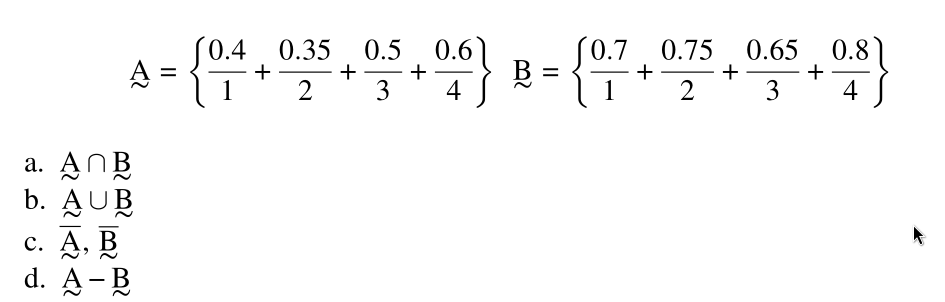 A̰ = {0.4/1 + 0.35/2 + 0.5/3 + 0.6/4} B̰ = {0.7/1 + 0.75/2 + 0.65/3 + 0.8/4}
a. A̰ ∩ B̰
b. A̰ ∪ B̰
c. A̰̅, B̰̅
d. A̰ − B̰